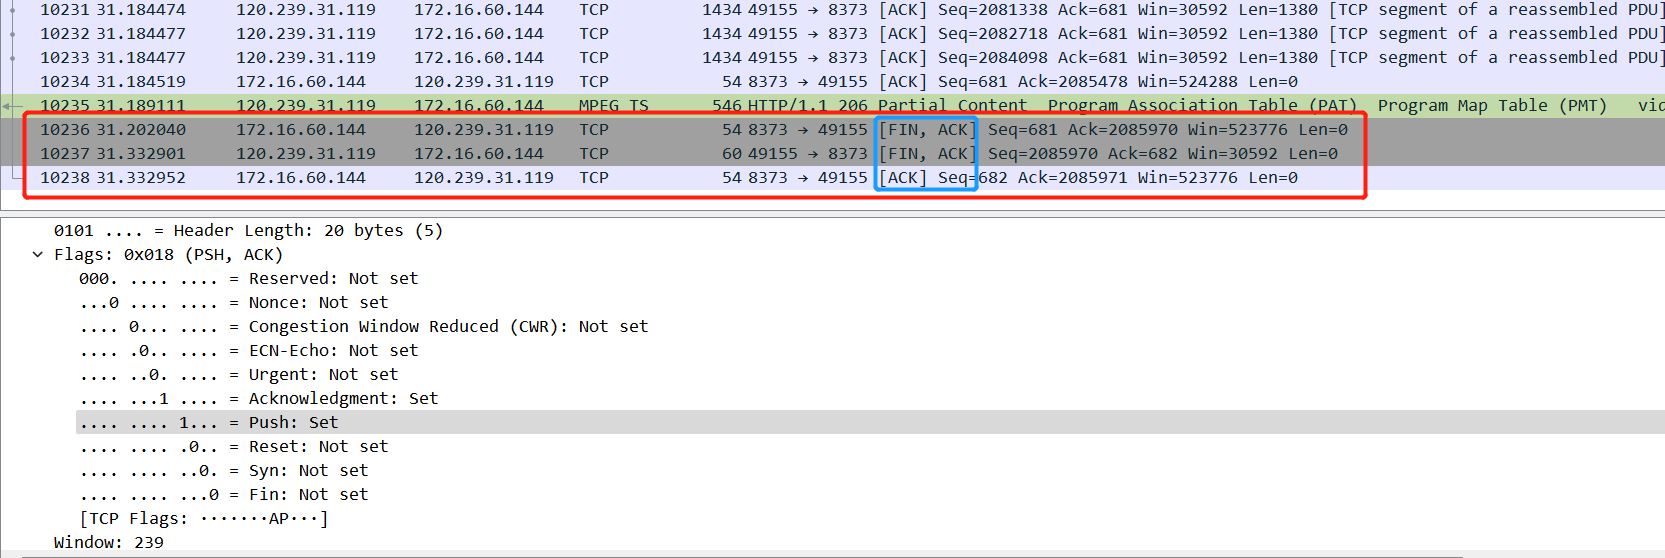 10231 31.184474 120.239.31.119 172.16.60.144 TCP 1434 49155 → 8373 [ACK] Seq=2081338 Ack=681 Win=30592 Len=1380 [TCP segment of a reassembled PDU]
10232 31.184477 120.239.31.119 172.16.60.144 TCP 1434 49155 → 8373 [ACK] Seq=2082718 Ack=681 Win=30592 Len=1380 [TCP segment of a reassembled PDU]
10233 31.184477 120.239.31.119 172.16.60.144 TCP 1434 49155 → 8373 [ACK] Seq=2084098 Ack=681 Win=30592 Len=1380 [TCP segment of a reassembled PDU]
10234 31.184519 172.16.60.144 120.239.31.119 TCP 54 8373 → 49155 [ACK] Seq=681 Ack=2085478 Win=524288 Len=0
10235 31.189111 120.239.31.119 172.16.60.144 MPEG TS 546 HTTP/1.1 206 Partial Content Program Association Table (PAT) Program Map Table (PMT) vid
10236 31.202040 172.16.60.144 120.239.31.119 TCP 54 8373 → 49155 [FIN, ACK] Seq=681 Ack=2085970 Win=523776 Len=0
10237 31.332901 120.239.31.119 172.16.60.144 TCP 60 49155 → 8373 [FIN, ACK] Seq=2085970 Ack=682 Win=30592 Len=0
10238 31.332952 172.16.60.144 120.239.31.119 TCP 54 8373 → 49155 [ACK] Seq=682 Ack=2085971 Win=523776 Len=0
0101 .... = Header Length: 20 bytes (5)
Flags: 0x018 (PSH, ACK)
000. .... .... = Reserved: Not set
...0 .... .... = Nonce: Not set
.... 0... .... = Congestion Window Reduced (CWR): Not set
.... .0.. .... = ECN-Echo: Not set
.... ..0. .... = Urgent: Not set
.... ...1 .... = Acknowledgment: Set
.... .... 1... = Push: Set
.... .... .0.. = Reset: Not set
.... .... ..0. = Syn: Not set
.... .... ...0 = Fin: Not set
[TCP Flags: ·······AP···]
Window: 239